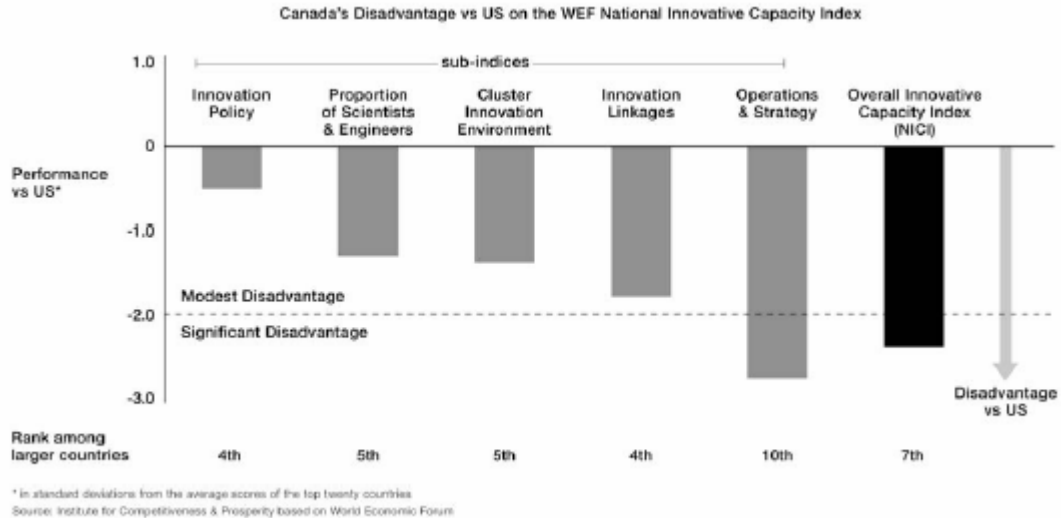 Canada's Disadvantage vs US on the WEF National Innovative Capacity Index
1.0
sub-indices
Innovation
Policy
Proportion
of Scientists
& Engineers
Cluster
Innovation
Environment
Innovation
Linkages
Operations
& Strategy
Overall Innovative
Capacity Index
(NICI)
0
Performance
vs US*
-1.0
Modest Disadvantage
-2.0
Significant Disadvantage
-3.0
Disadvantage
vs US
Rank among
larger countries
4th
5th
5th
4th
10th
7th
* in standard deviations from the average scores of the top twenty countries
Source: Institute for Competitiveness & Prosperity based on World Economic Forum